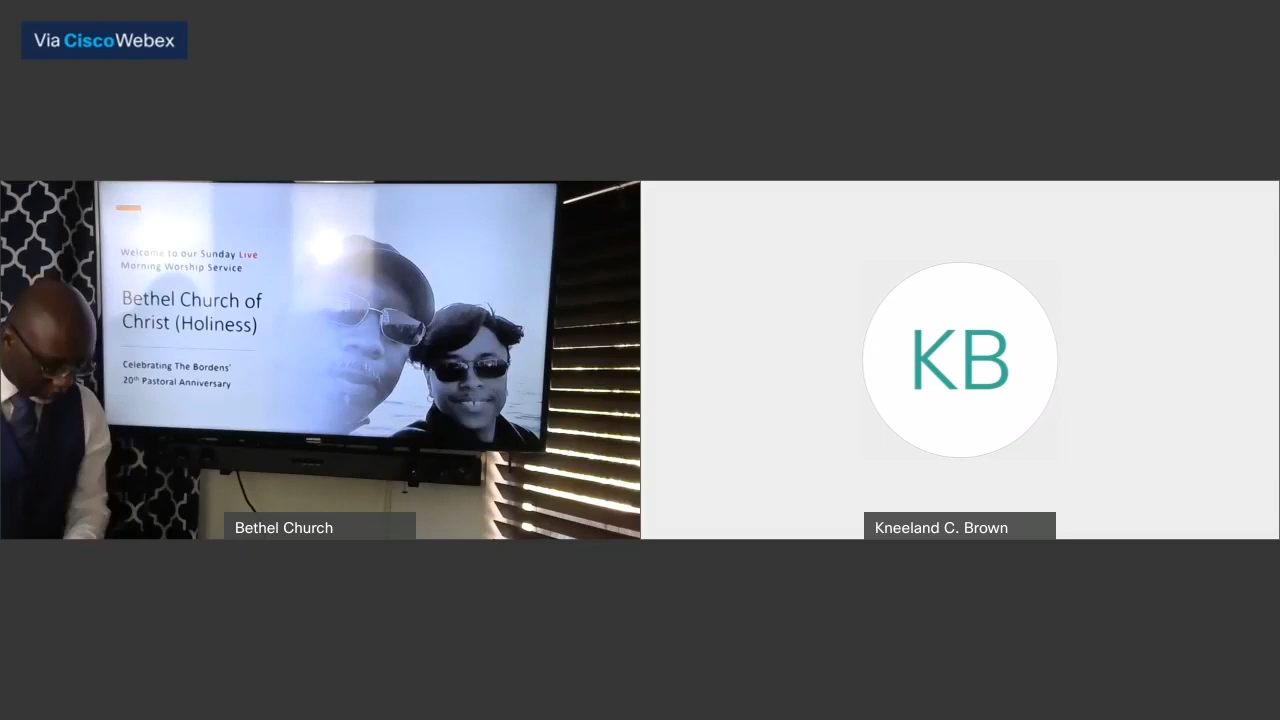 Via CiscoWebex
Welcome to our Sunday Live
Morning Worship Service
Bethel Church of
Christ (Holiness)
Celebrating The Bordens'
20th Pastoral Anniversary
KB
Bethel Church
Kneeland C. Brown